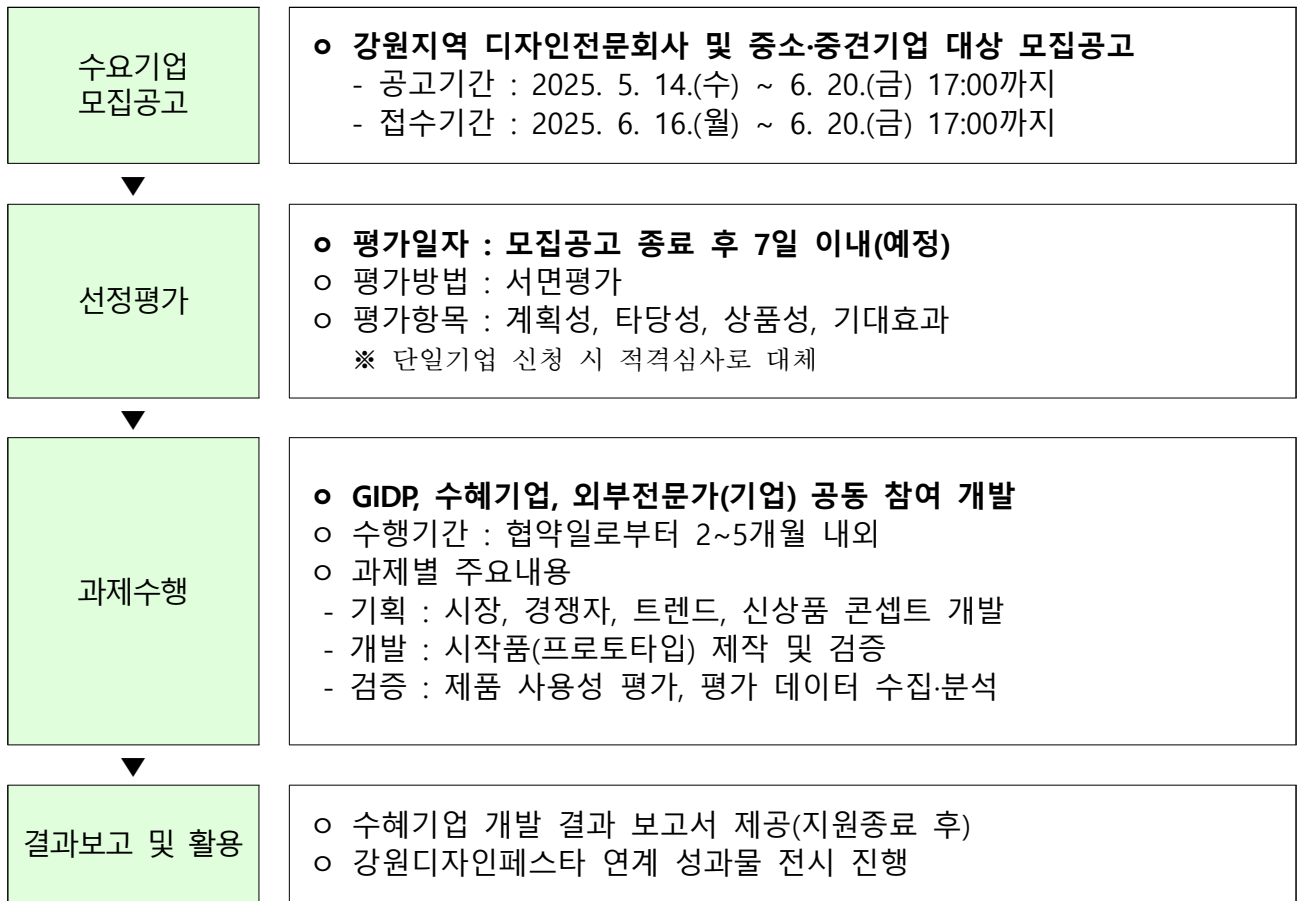 수요기업
모집공고
ㅇ 강원지역 디자인전문회사 및 중소·중견기업 대상 모집공고
- 공고기간 : 2025. 5. 14.(수) ~ 6. 20.(금) 17:00까지
- 접수기간 : 2025. 6. 16.(월) ~ 6. 20.(금) 17:00까지
▼
선정평가
ㅇ 평가일자 : 모집공고 종료 후 7일 이내(예정)
ㅇ 평가방법 : 서면평가
ㅇ 평가항목 : 계획성, 타당성, 상품성, 기대효과
※ 단일기업 신청 시 적격심사로 대체
▼
과제수행
ㅇ GIDP, 수혜기업, 외부전문가(기업) 공동 참여 개발
ㅇ 수행기간 : 협약일로부터 2~5개월 내외
ㅇ 과제별 주요내용
- 기획 : 시장, 경쟁자, 트렌드, 신상품 콘셉트 개발
- 개발 : 시작품(프로토타입) 제작 및 검증
- 검증 : 제품 사용성 평가, 평가 데이터 수집·분석
▼
결과보고 및 활용
ㅇ 수혜기업 개발 결과 보고서 제공(지원종료 후)
ㅇ 강원디자인페스타 연계 성과물 전시 진행